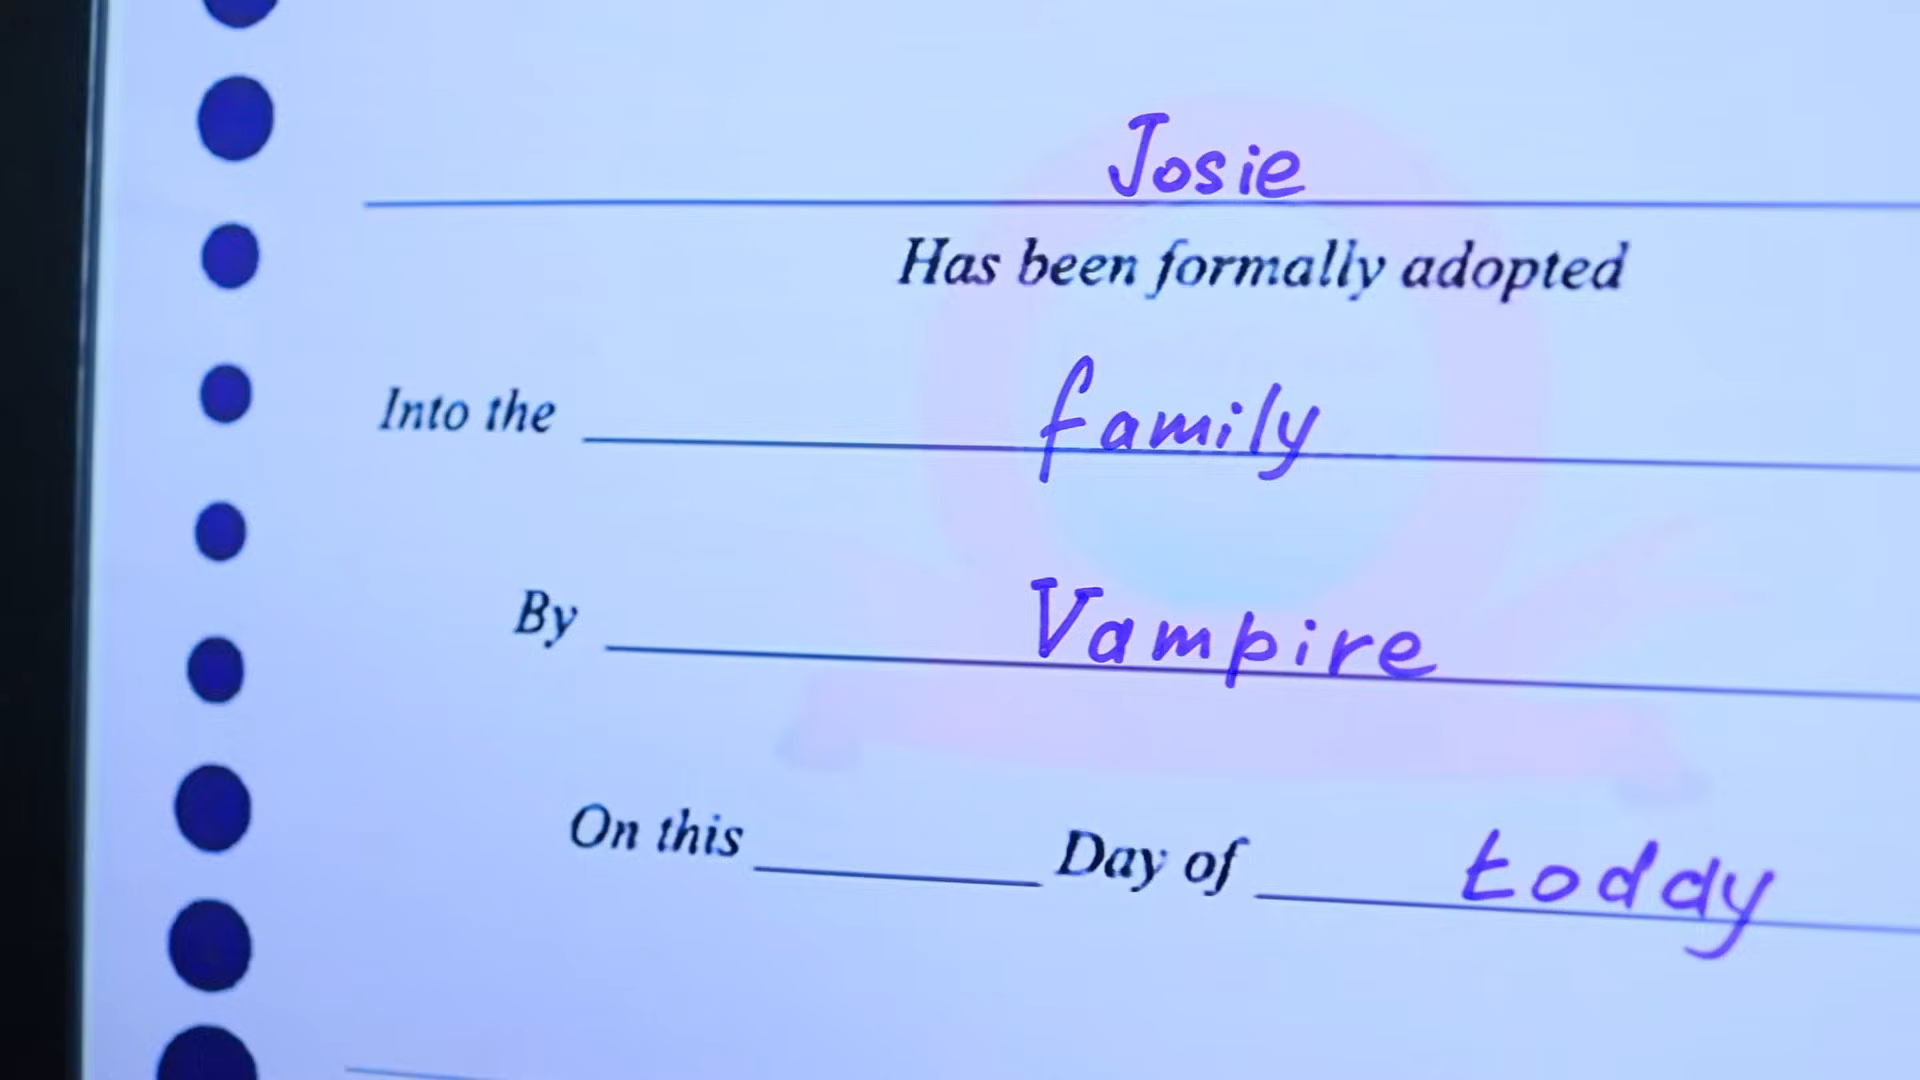 Josie
Has been formally adopted
Into the family
By Vampire
On this Day of today